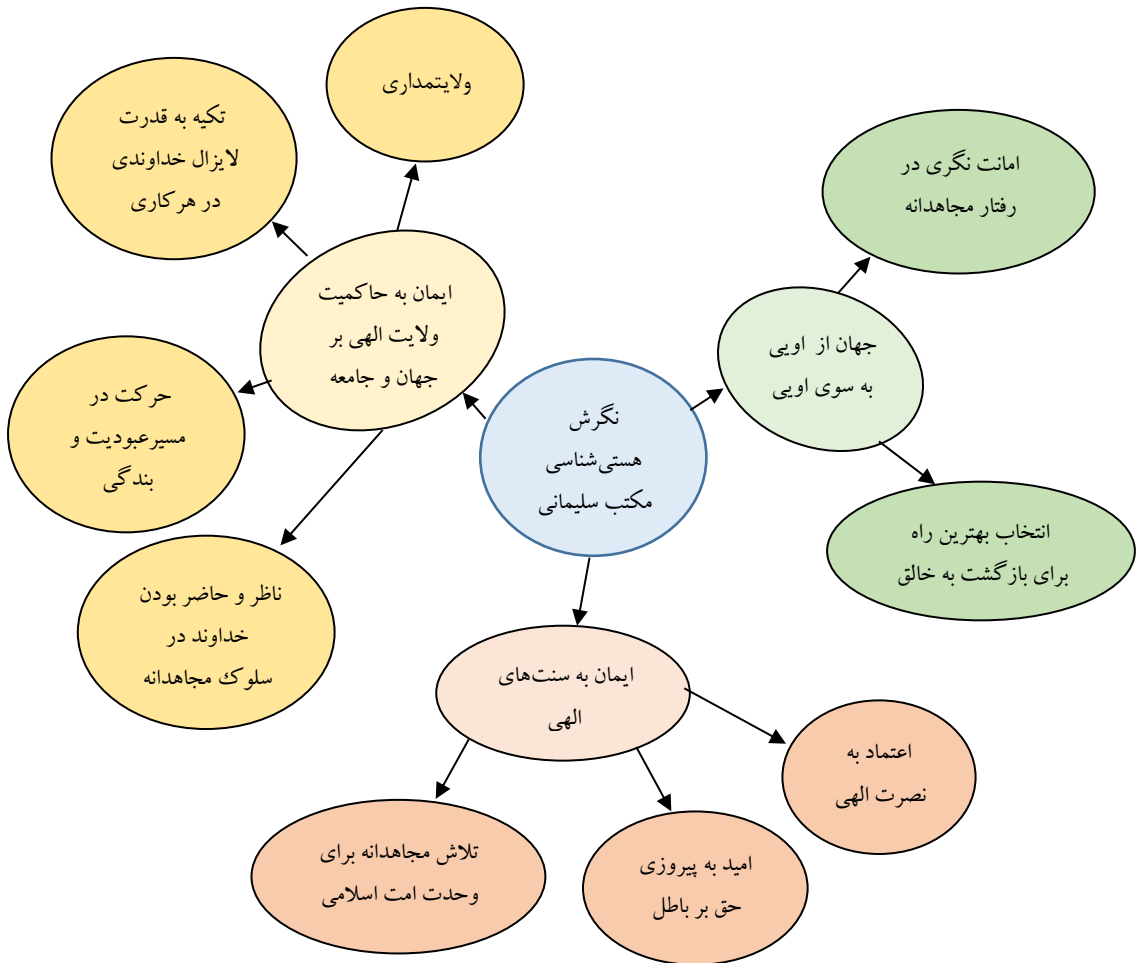 ولایتمداری
تکیه به قدرت
لایزال خداوندی
در هرکاری
امانت نگری در
رفتار مجاهدانه
ایمان به حاکمیت
ولایت الهی بر
جهان و جامعه
جهان از اویی
به سوی اویی
حرکت در
مسیرعبودیت و
بندگی
نگرش
هستی‌شناسی
مکتب سلیمانی
انتخاب بهترین راه
برای بازگشت به خالق
ناظر و حاضر بودن
خداوند در
سلوک مجاهدانه
ایمان به سنت‌های
الهی
اعتماد به
نصرت الهی
تلاش مجاهدانه برای
وحدت امت اسلامی
امید به پیروزی
حق بر باطل